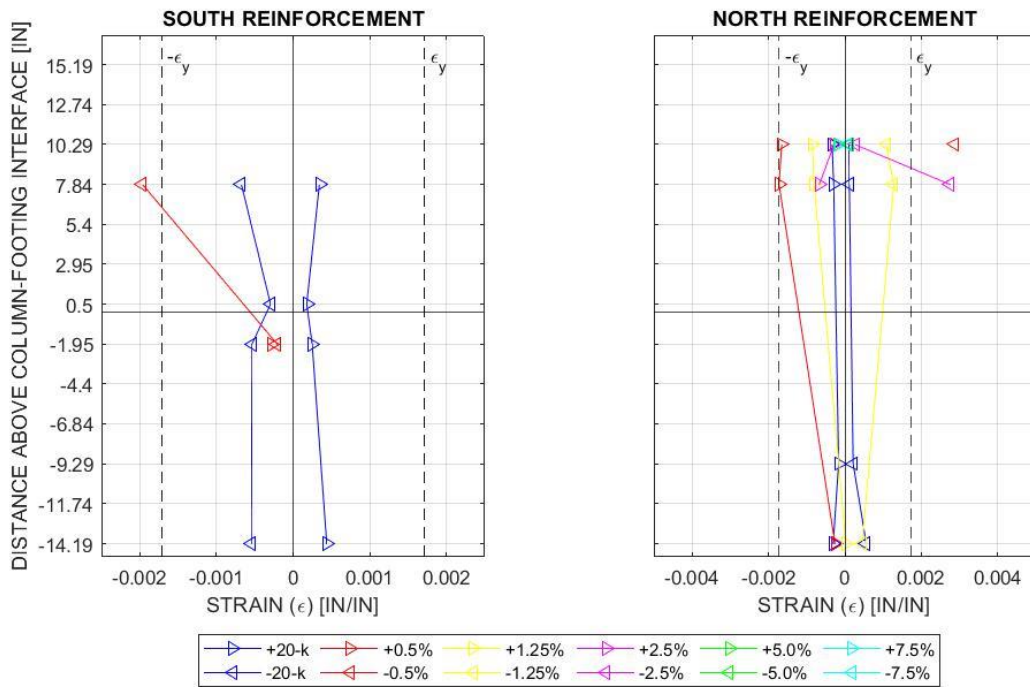 SOUTH REINFORCEMENT
NORTH REINFORCEMENT
DISTANCE ABOVE COLUMN-FOOTING INTERFACE [IN]
-ϵy
ϵy
-ϵy
ϵy
15.19
12.74
10.29
7.84
5.4
2.95
0.5
-1.95
-4.4
-6.84
-9.29
-11.74
-14.19
-0.002 -0.001 0 0.001 0.002
-0.004 -0.002 0 0.002 0.004
STRAIN (ϵ) [IN/IN]
STRAIN (ϵ) [IN/IN]
+20-k +0.5% +1.25% +2.5% +5.0% +7.5%
-20-k -0.5% -1.25% -2.5% -5.0% -7.5%